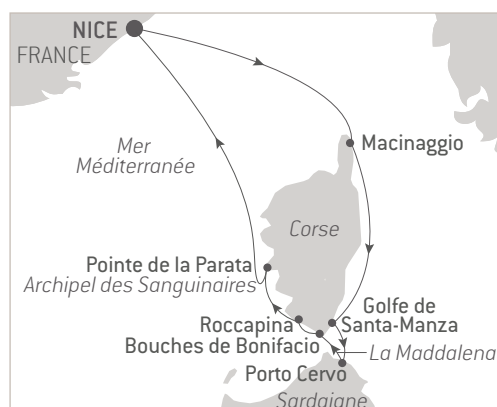 NICE
FRANCE
Mer
Méditerranée
Macinaggio
Corse
Pointe de la Parata
Archipel des Sanguinaires
Golfe de
Santa-Manza
Roccapina
Bouches de Bonifacio
La Maddalena
Porto Cervo
Sardaigne